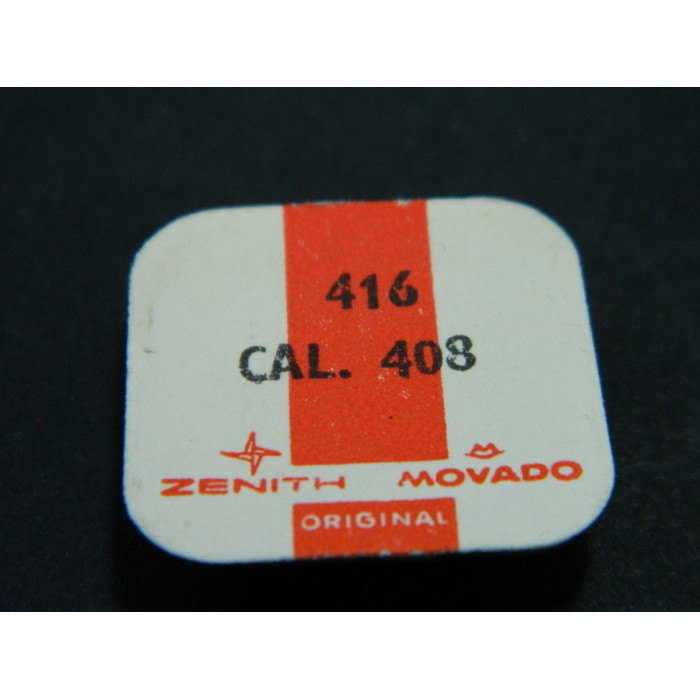 416
CAL. 408
ZENITH MOVADO
ORIGINAL